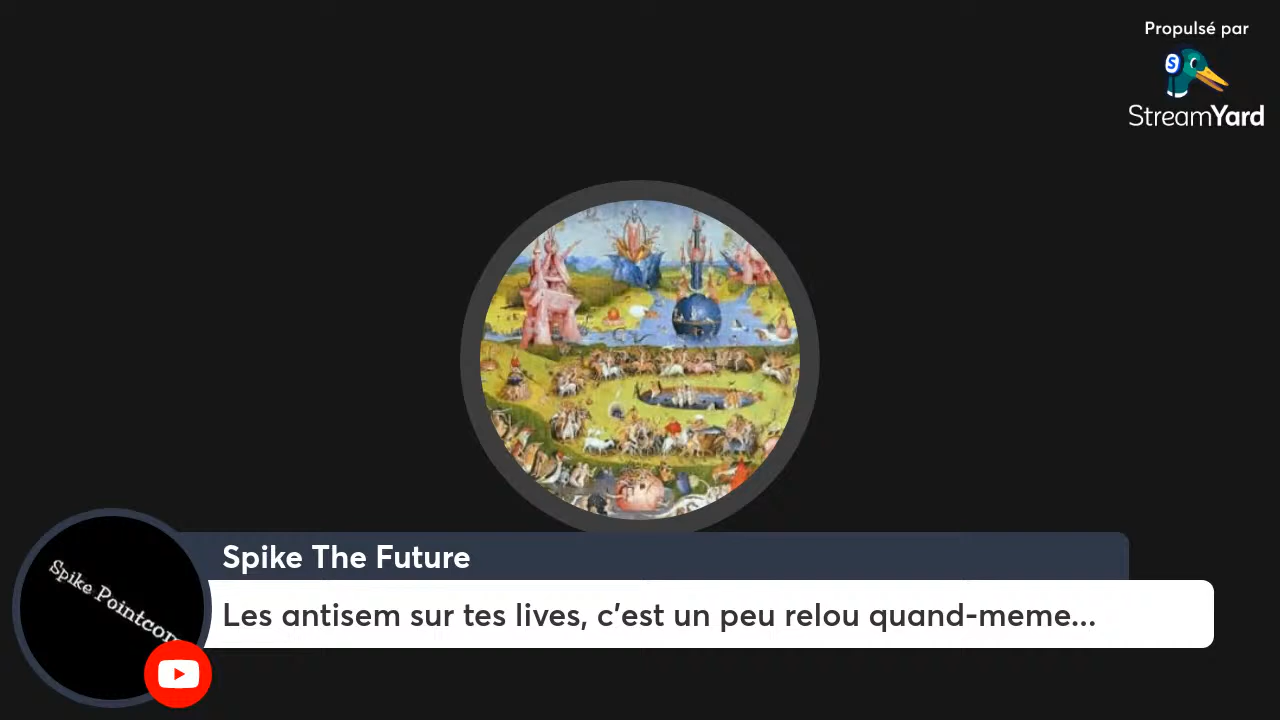 Propulsé par
S
StreamYard
Spike The Future
Spike Pointcom
Les antisem sur tes lives, c'est un peu relou quand-meme...